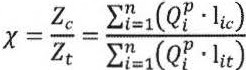 χ = Z_c / Z_t = ∑_{i=1}^{n}(Q_i^p · l_{ic}) / ∑_{i=1}^{n}(Q_i^p · l_{it})